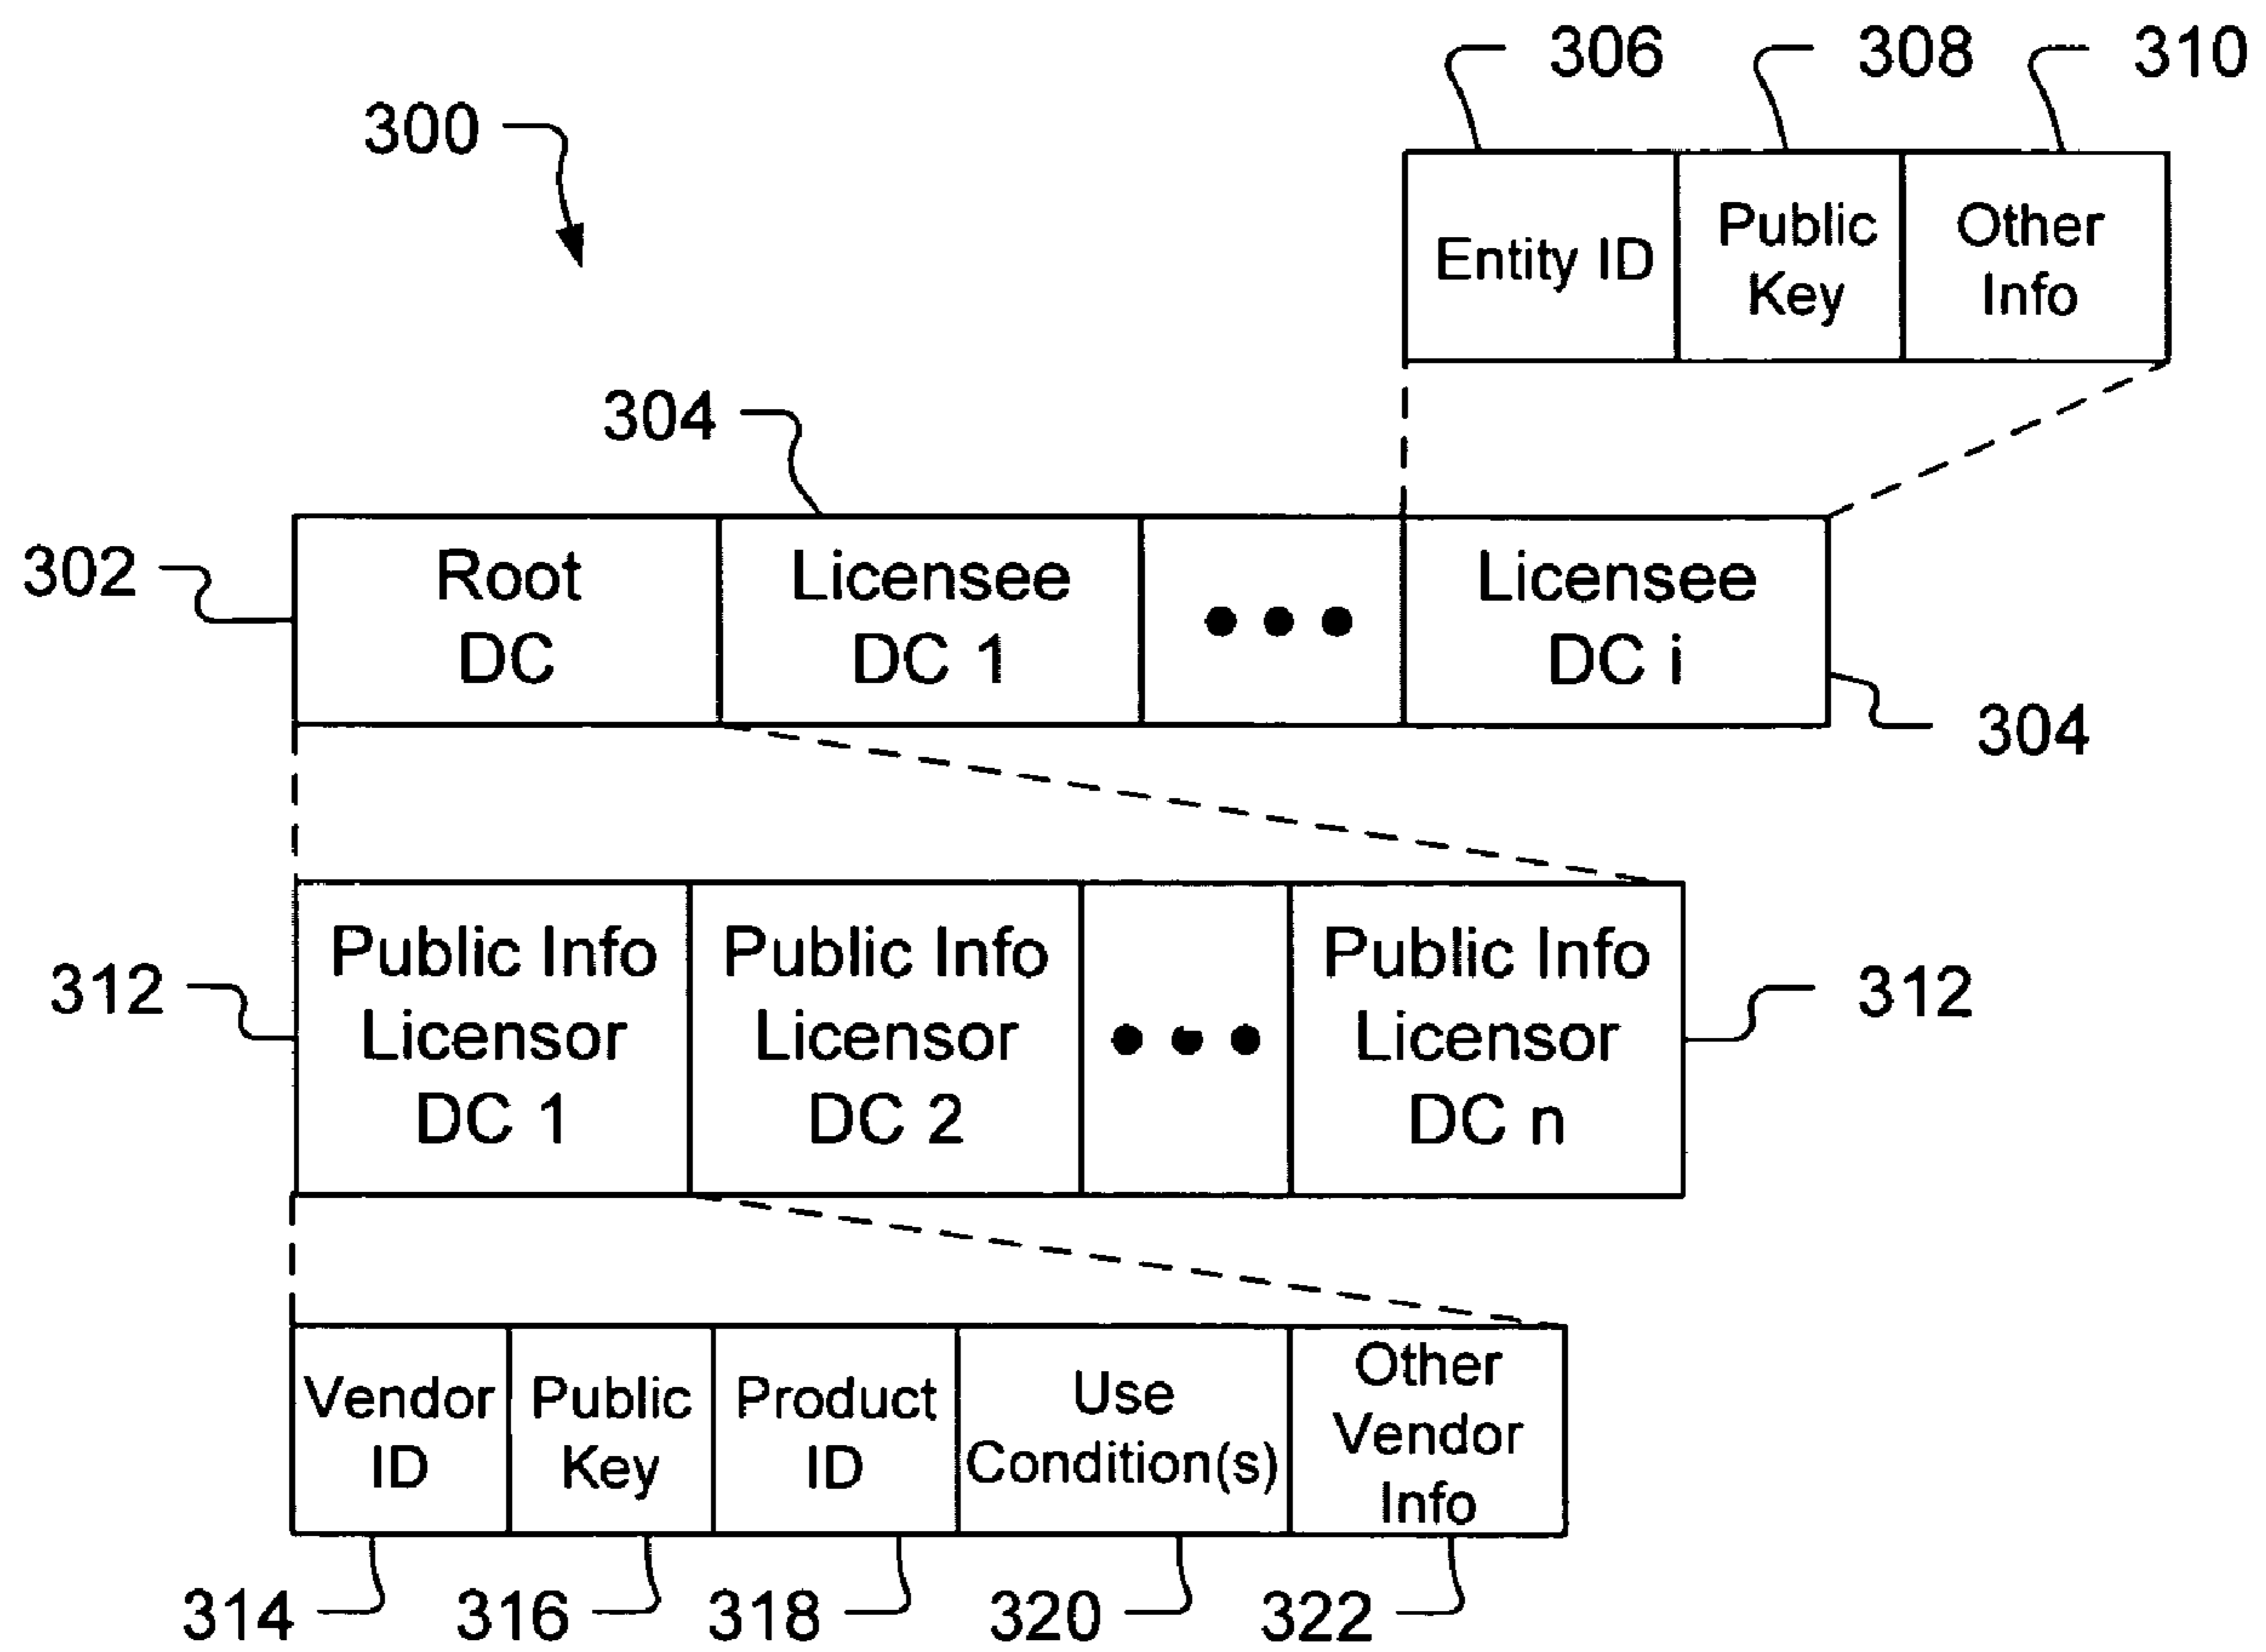 306
308
310
300
Entity ID
Public
Key
Other
Info
304
302
Root
DC
Licensee
DC 1
Licensee
DC i
304
312
Public Info
Licensor
DC 1
Public Info
Licensor
DC 2
Public Info
Licensor
DC n
312
Vendor
ID
Public
Key
Product
ID
Use
Condition(s)
Other
Vendor
Info
314
316
318
320
322